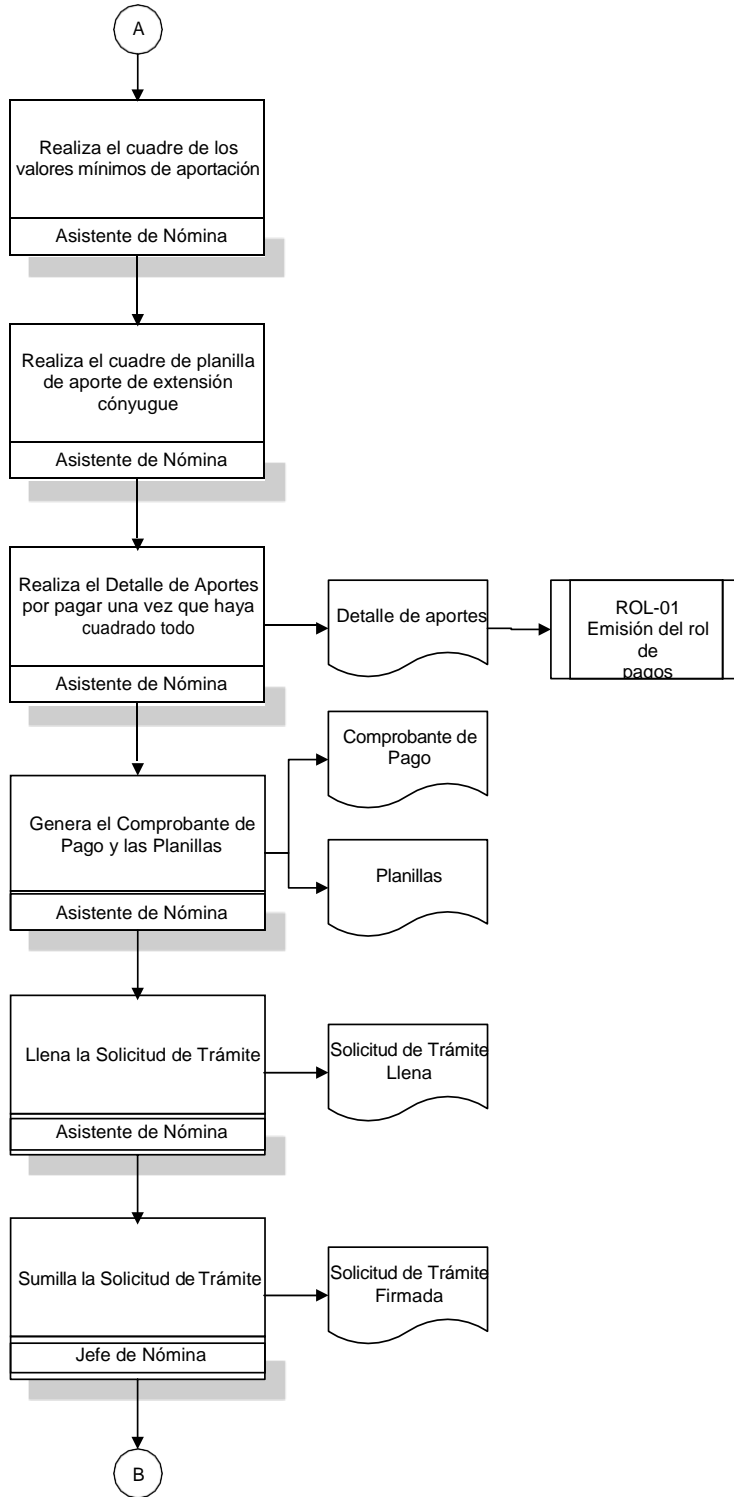 A
Realiza el cuadre de los
valores mínimos de aportación
Asistente de Nómina
Realiza el cuadre de planilla
de aporte de extensión
cónyugue
Asistente de Nómina
Realiza el Detalle de Aportes
por pagar una vez que haya
cuadrado todo
Asistente de Nómina
Detalle de aportes
ROL-01
Emisión del rol
de
pagos
Genera el Comprobante de
Pago y las Planillas
Asistente de Nómina
Comprobante de
Pago
Planillas
Llena la Solicitud de Trámite
Asistente de Nómina
Solicitud de Trámite
Llena
Sumilla la Solicitud de Trámite
Jefe de Nómina
Solicitud de Trámite
Firmada
B